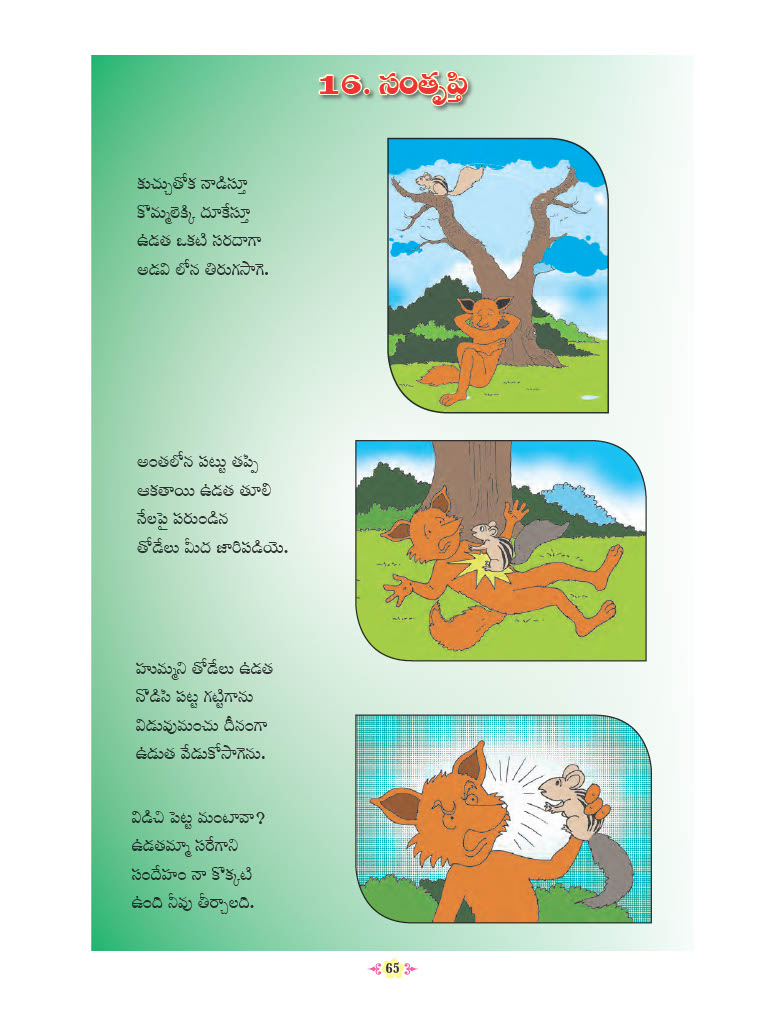 16. సంతృప్తి
కుచ్చుతోక నాడిస్తూ
కొమ్మలెక్కి దూకేస్తూ
ఉడత ఒకటి సరదాగా
అడవి లోన తిరుగసాగె.
అంతలోన పట్టు తప్పి
ఆకతాయి ఉడత తూలి
నేలపై పరుండిన
తోడేలు మీద జారిపడియె.
హుమ్మని తోడేలు ఉడత
నొడిసి పట్ట గట్టిగాను
విడువుమంచు దీనంగా
ఉడుత వేడుకోసాగెను.
విడిచి పెట్ట మంటావా?
ఉడతమ్మా సరేగాని
సందేహం నా కొక్కటి
ఉంది నీవు తీర్చాలది.
65